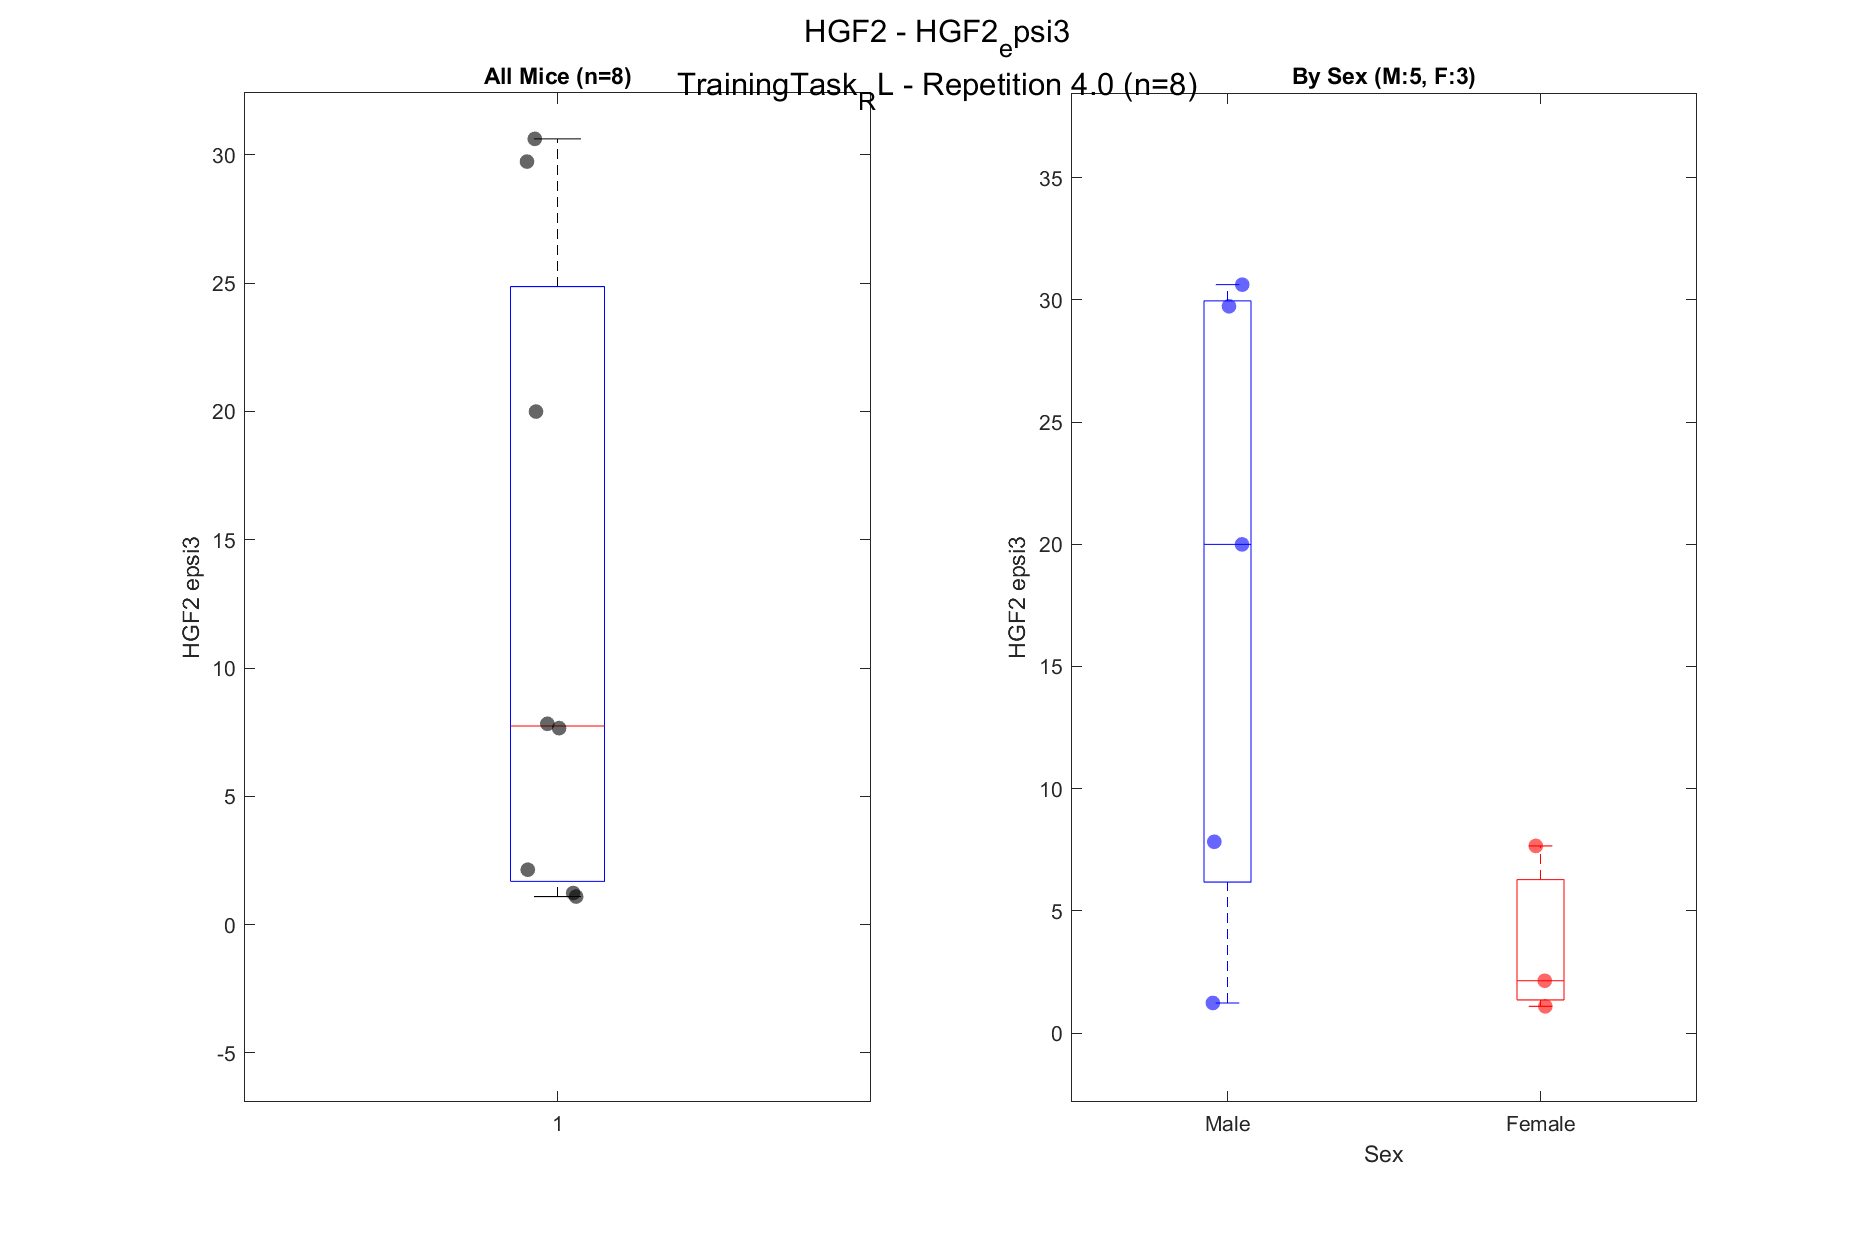 HGF2 - HGF2epsi3
TrainingTaskRL - Repetition 4.0 (n=8)
All Mice (n=8)
HGF2 epsi3
30
25
20
15
10
5
0
-5
1
By Sex (M:5, F:3)
HGF2 epsi3
35
30
25
20
15
10
5
0
Male Female
Sex